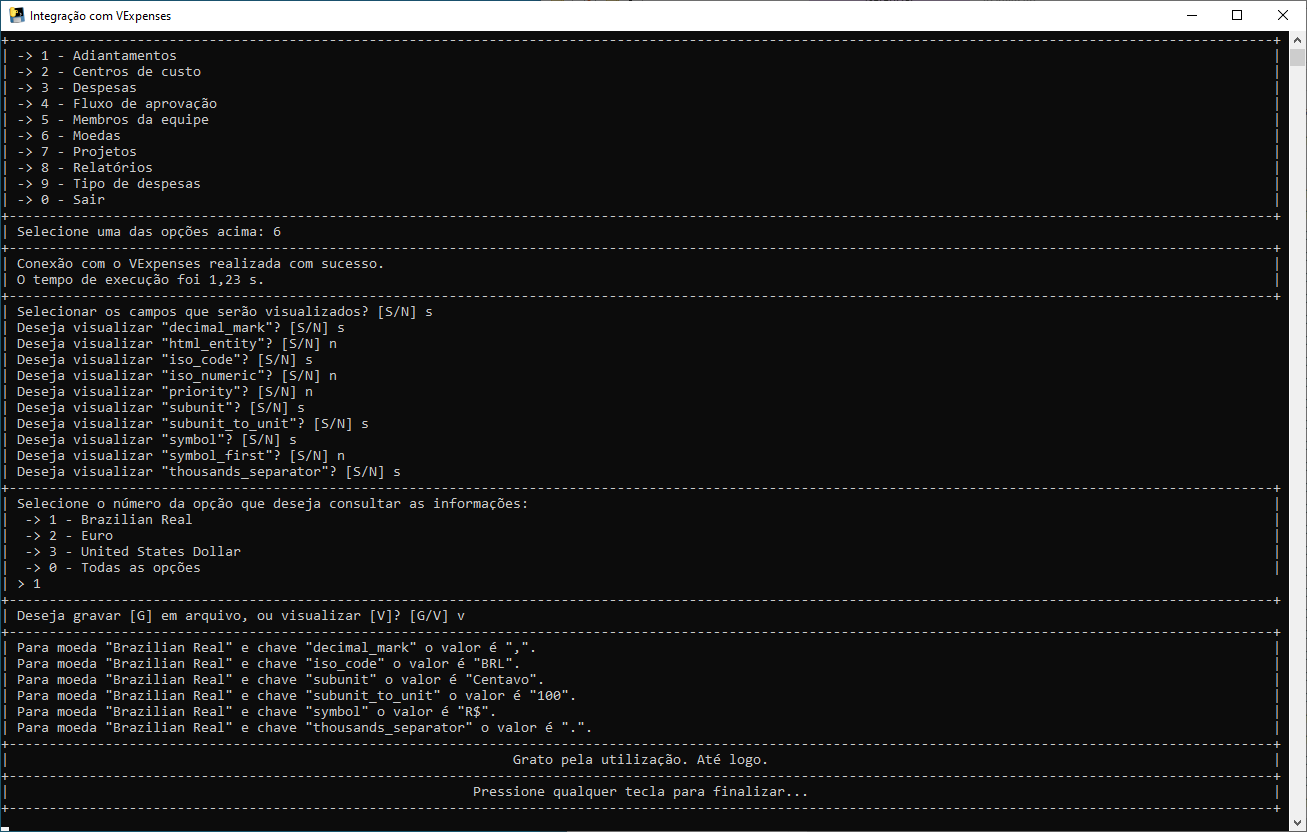 Integração com VExpenses
-> 1 - Adiantamentos
-> 2 - Centros de custo
-> 3 - Despesas
-> 4 - Fluxo de aprovação
-> 5 - Membros da equipe
-> 6 - Moedas
-> 7 - Projetos
-> 8 - Relatórios
-> 9 - Tipo de despesas
-> 0 - Sair
Selecione uma das opções acima: 6
Conexão com o VExpenses realizada com sucesso.
O tempo de execução foi 1,23 s.
Selecionar os campos que serão visualizados? [S/N] s
Deseja visualizar "decimal_mark"? [S/N] s
Deseja visualizar "html_entity"? [S/N] n
Deseja visualizar "iso_code"? [S/N] s
Deseja visualizar "iso_numeric"? [S/N] n
Deseja visualizar "priority"? [S/N] n
Deseja visualizar "subunit"? [S/N] s
Deseja visualizar "subunit_to_unit"? [S/N] s
Deseja visualizar "symbol"? [S/N] s
Deseja visualizar "symbol_first"? [S/N] n
Deseja visualizar "thousands_separator"? [S/N] s
Selecione o número da opção que deseja consultar as informações:
-> 1 - Brazilian Real
-> 2 - Euro
-> 3 - United States Dollar
-> 0 - Todas as opções
> 1
Deseja gravar [G] em arquivo, ou visualizar [V]? [G/V] v
Para moeda "Brazilian Real" e chave "decimal_mark" o valor é ",".
Para moeda "Brazilian Real" e chave "iso_code" o valor é "BRL".
Para moeda "Brazilian Real" e chave "subunit" o valor é "Centavo".
Para moeda "Brazilian Real" e chave "subunit_to_unit" o valor é "100".
Para moeda "Brazilian Real" e chave "symbol" o valor é "R$".
Para moeda "Brazilian Real" e chave "thousands_separator" o valor é ".".
Grato pela utilização. Até logo.
Pressione qualquer tecla para finalizar...